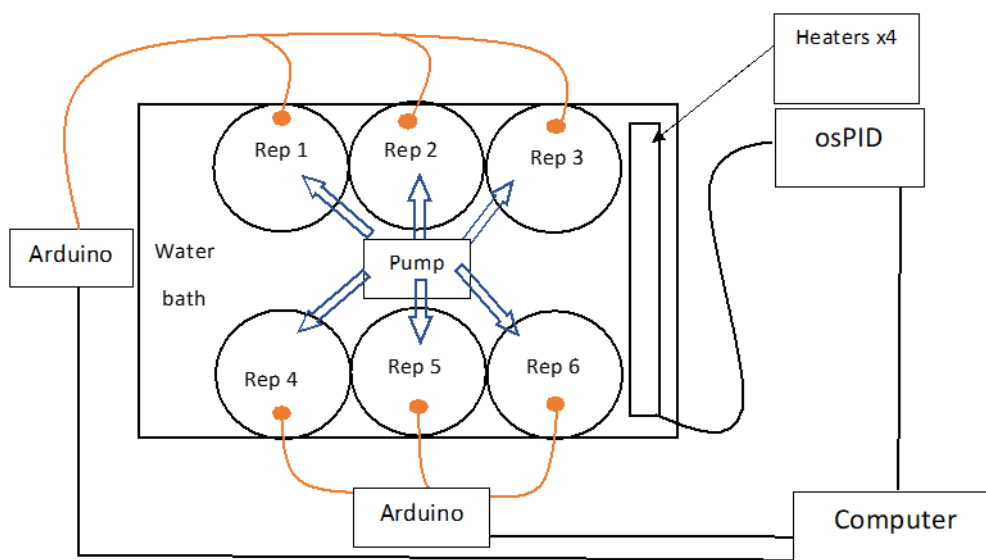 Heaters x4
osPID
Rep 1
Rep 2
Rep 3
Arduino
Water
bath
Pump
Rep 4
Rep 5
Rep 6
Arduino
Computer